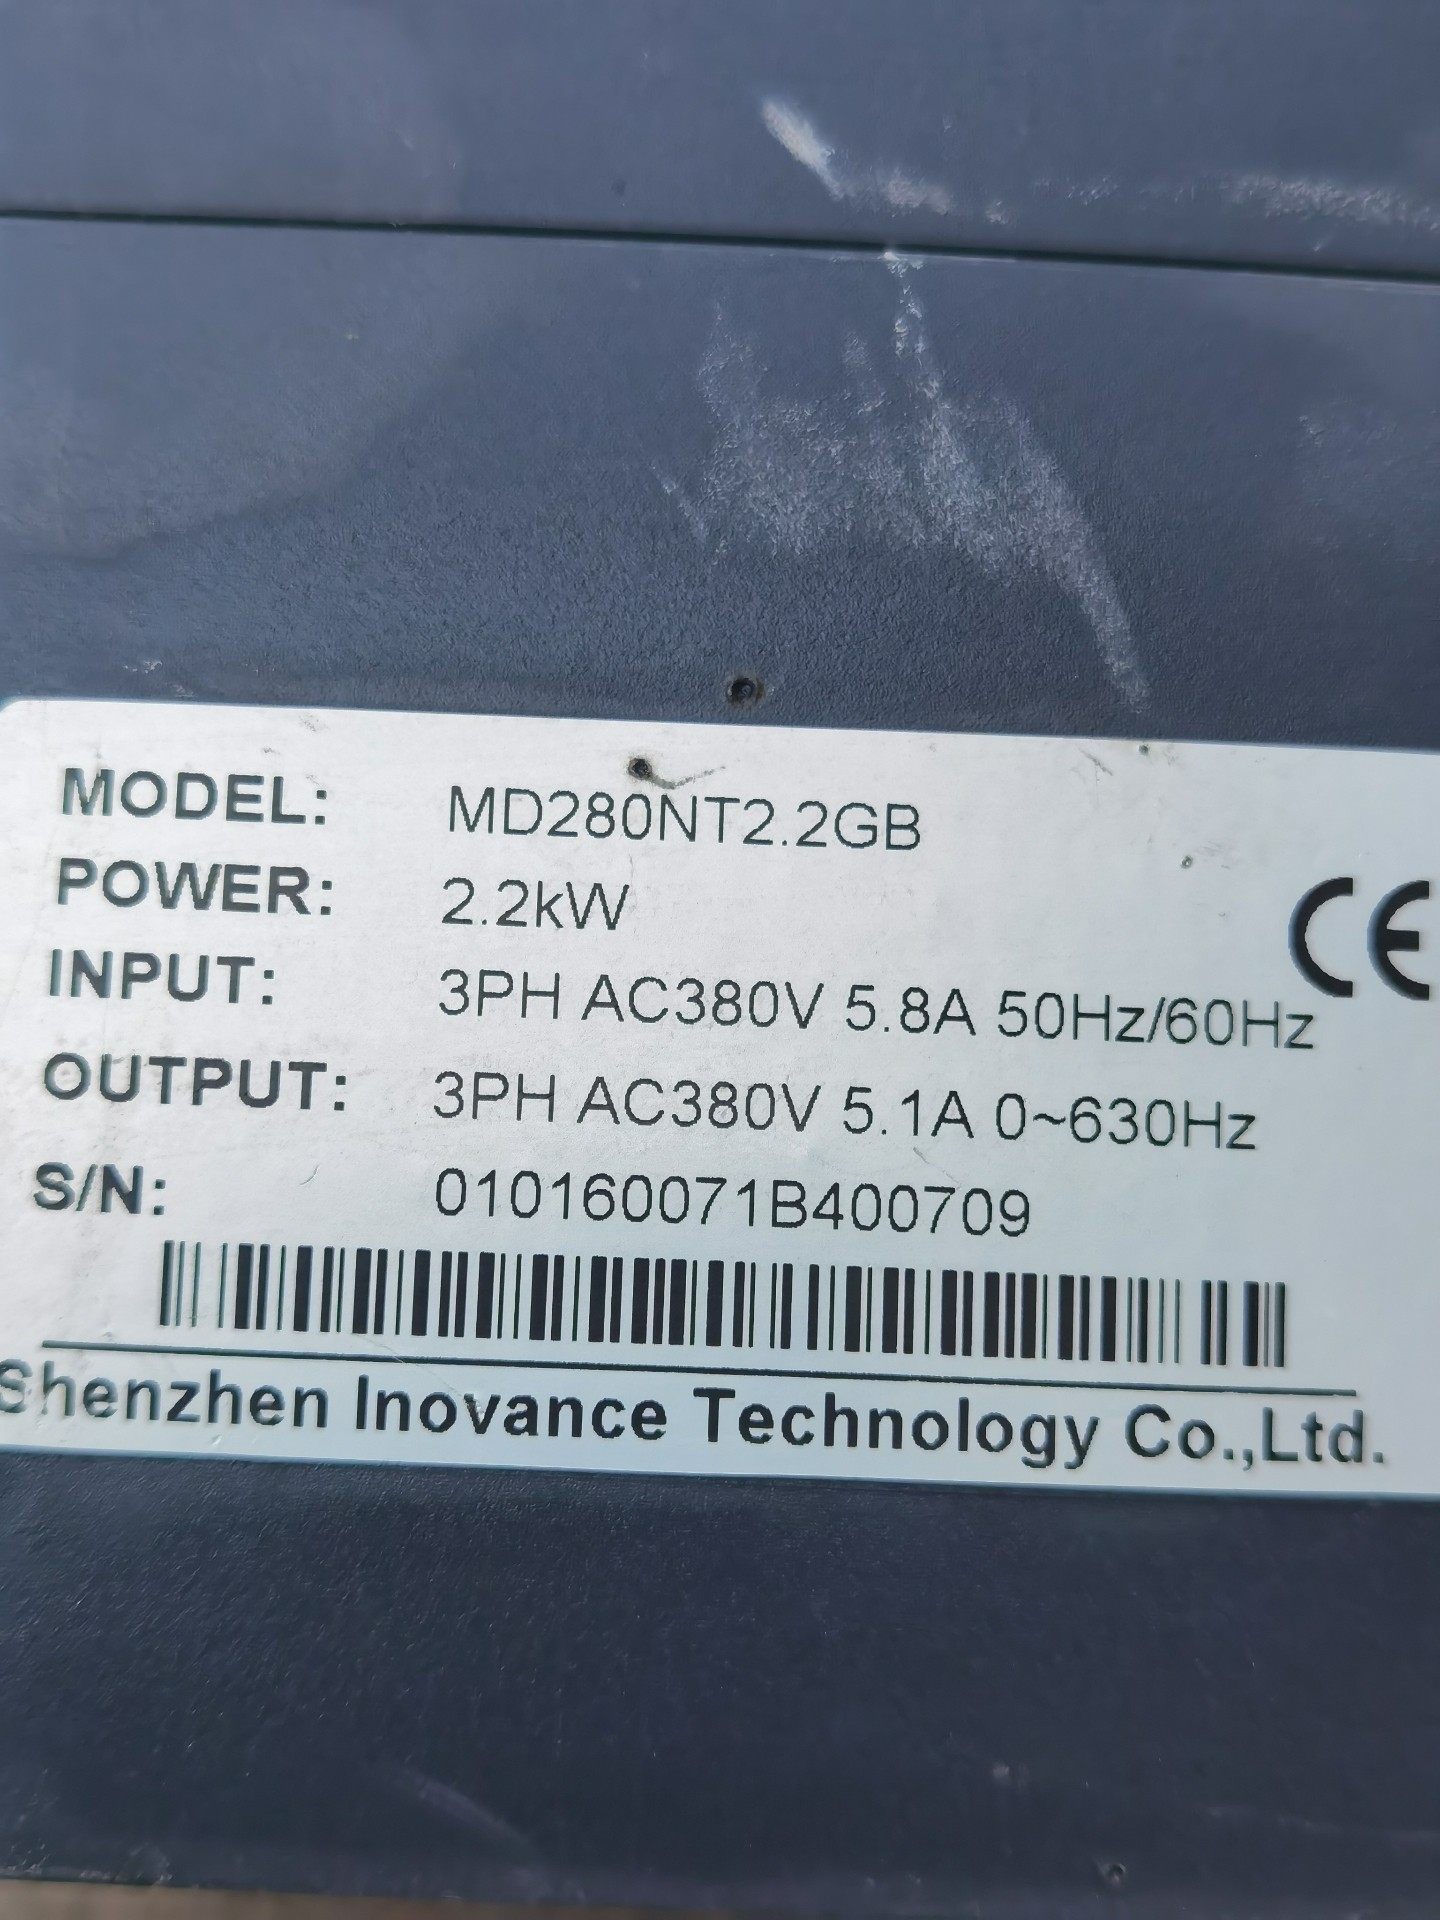 MODEL: MD280NT2.2GB
POWER: 2.2kW
INPUT: 3PH AC380V 5.8A 50Hz/60Hz
OUTPUT: 3PH AC380V 5.1A 0~630Hz
S/N: 010160071B400709
CE
Shenzhen Inovance Technology Co.,Ltd.